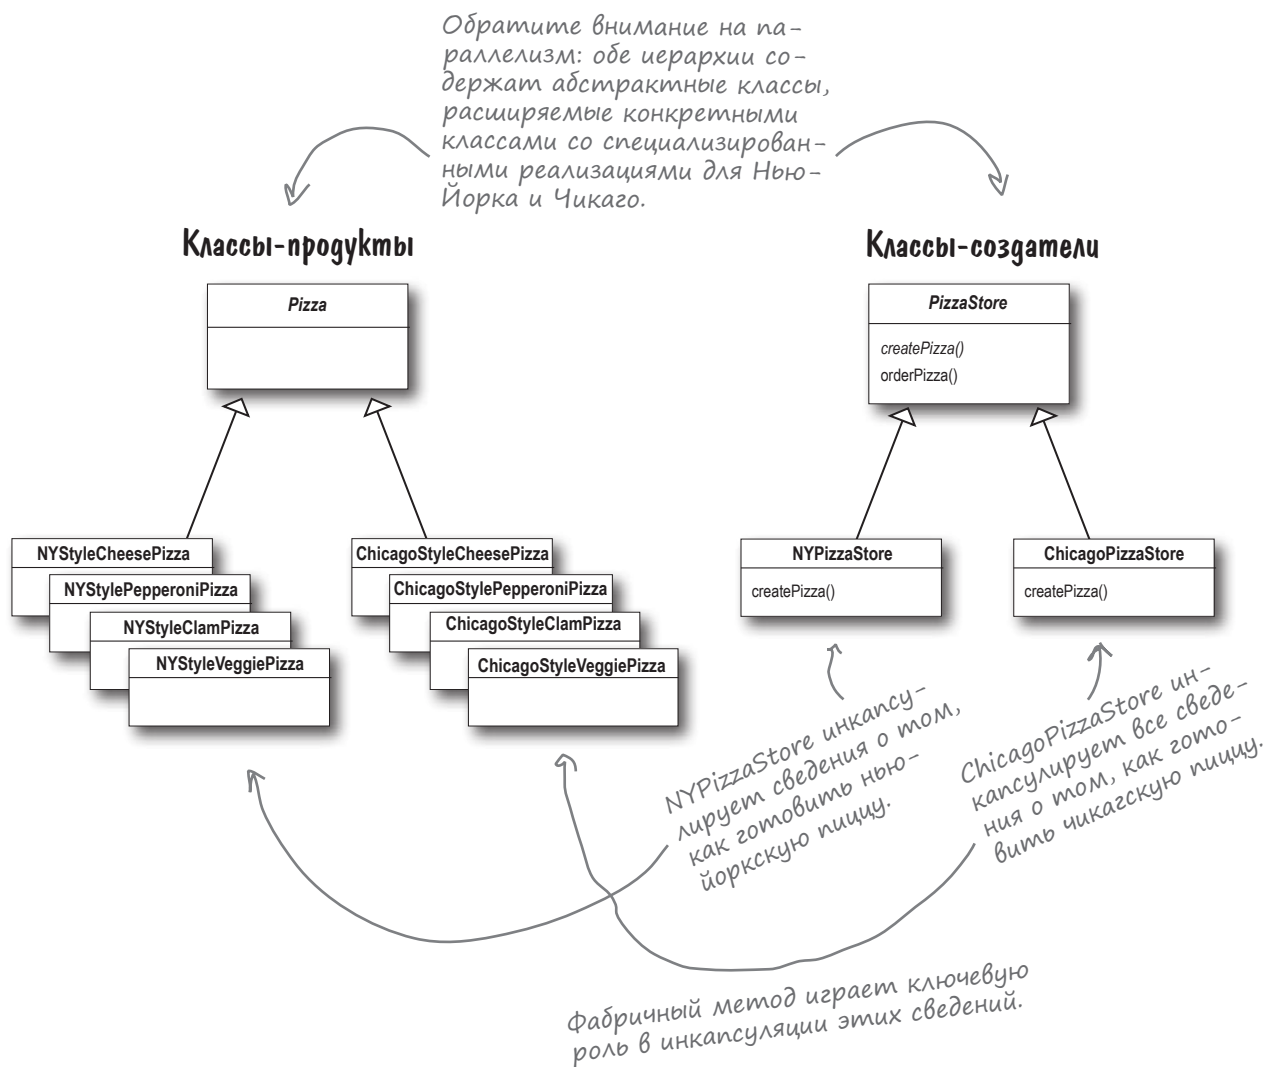 Обратите внимание на па-
раллелизм: обе иерархии со-
держат абстрактные классы,
расширяемые конкретными
классами со специализирован-
ными реализациями для Нью-
Йорка и Чикаго.
Классы-продукты
Классы-создатели
Pizza
PizzaStore
createPizza()
orderPizza()
NYStyleCheesePizza
NYStylePepperoniPizza
NYStyleClamPizza
NYStyleVeggiePizza
ChicagoStyleCheesePizza
ChicagoStylePepperoniPizza
ChicagoStyleClamPizza
ChicagoStyleVeggiePizza
NYPizzaStore
createPizza()
ChicagoPizzaStore
createPizza()
NYPizzaStore инкапсу-
лирует сведения о том,
как готовить нью-
йоркскую пиццу.
ChicagoPizzaStore ин-
капсулирует все сведе-
ния о том, как гото-
вить чикагскую пиццу.
Фабричный метод играет ключевую
роль в инкапсуляции этих сведений.